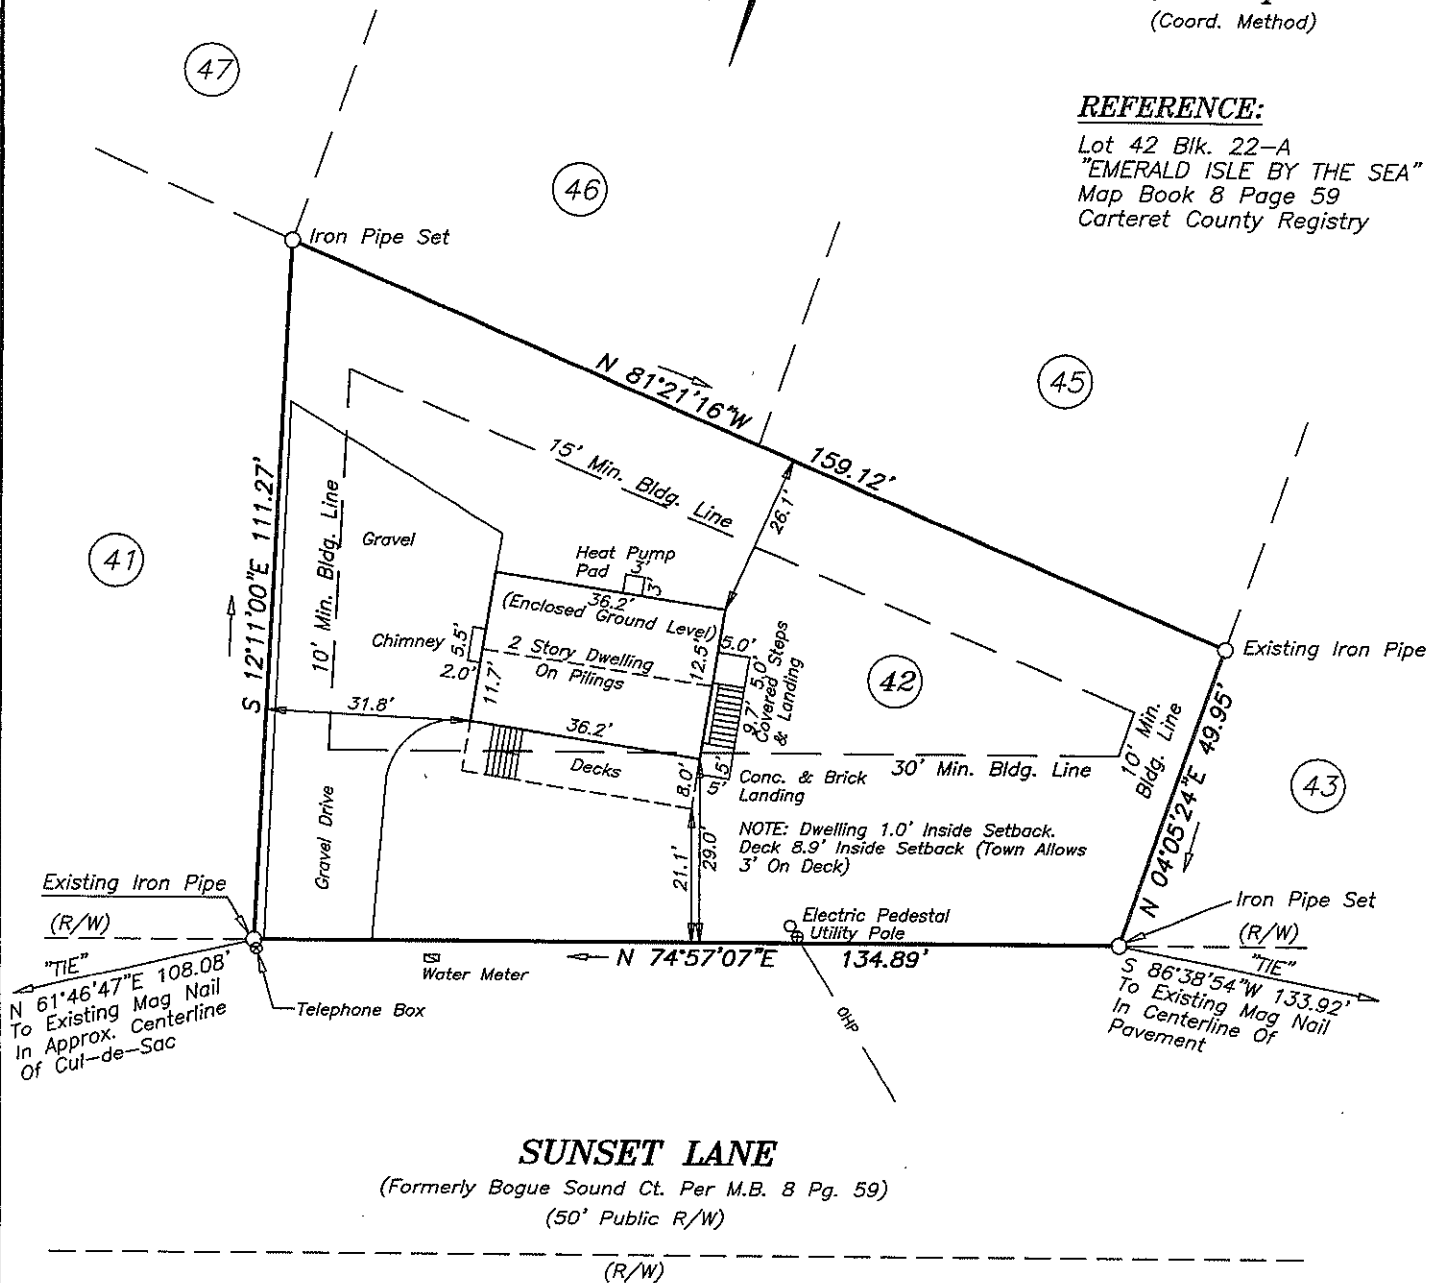 (Coord. Method)
REFERENCE:
Lot 42 Blk. 22-A
"EMERALD ISLE BY THE SEA"
Map Book 8 Page 59
Carteret County Registry
47
46
45
41
42
43
Iron Pipe Set
N 81°21'16"W
159.12'
15' Min. Bldg. Line
26.1'
S 12°11'00"E 111.27'
10' Min. Bldg. Line
Gravel
Heat Pump
Pad
3'
3'
36.2'
(Enclosed Ground Level)
Chimney
5.5'
2.0'
2 Story Dwelling
On Pilings
11.7'
12.5'
5.0'
5.0'
9.7'
Covered Steps
& Landing
31.8'
36.2'
Decks
8.0'
5'
5'
Conc. & Brick
Landing
30' Min. Bldg. Line
10' Min.
Bldg. Line
Existing Iron Pipe
N 04°05'24"E 49.95'
NOTE: Dwelling 1.0' Inside Setback.
Deck 8.9' Inside Setback (Town Allows
3' On Deck)
21.1'
29.0'
Gravel Drive
Existing Iron Pipe
(R/W)
"TIE"
N 61°46'47"E 108.08'
To Existing Mag Nail
In Approx. Centerline
Of Cul-de-Sac
Telephone Box
Water Meter
N 74°57'07"E
134.89'
Electric Pedestal
Utility Pole
OHP
Iron Pipe Set
(R/W)
"TIE"
S 86°38'54"W 133.92'
To Existing Mag Nail
In Centerline Of
Pavement
SUNSET LANE
(Formerly Bogue Sound Ct. Per M.B. 8 Pg. 59)
(50' Public R/W)
(R/W)